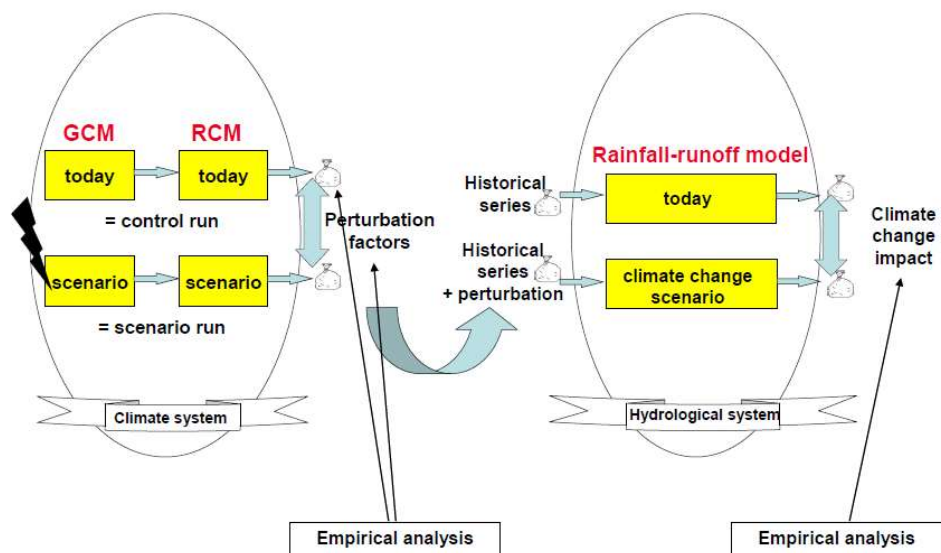 GCM
RCM
today
today
= control run
Perturbation
factors
scenario
scenario
= scenario run
Climate system
Empirical analysis
Rainfall-runoff model
Historical
series
today
Historical
series
+ perturbation
climate change
scenario
Climate
change
impact
Hydrological system
Empirical analysis